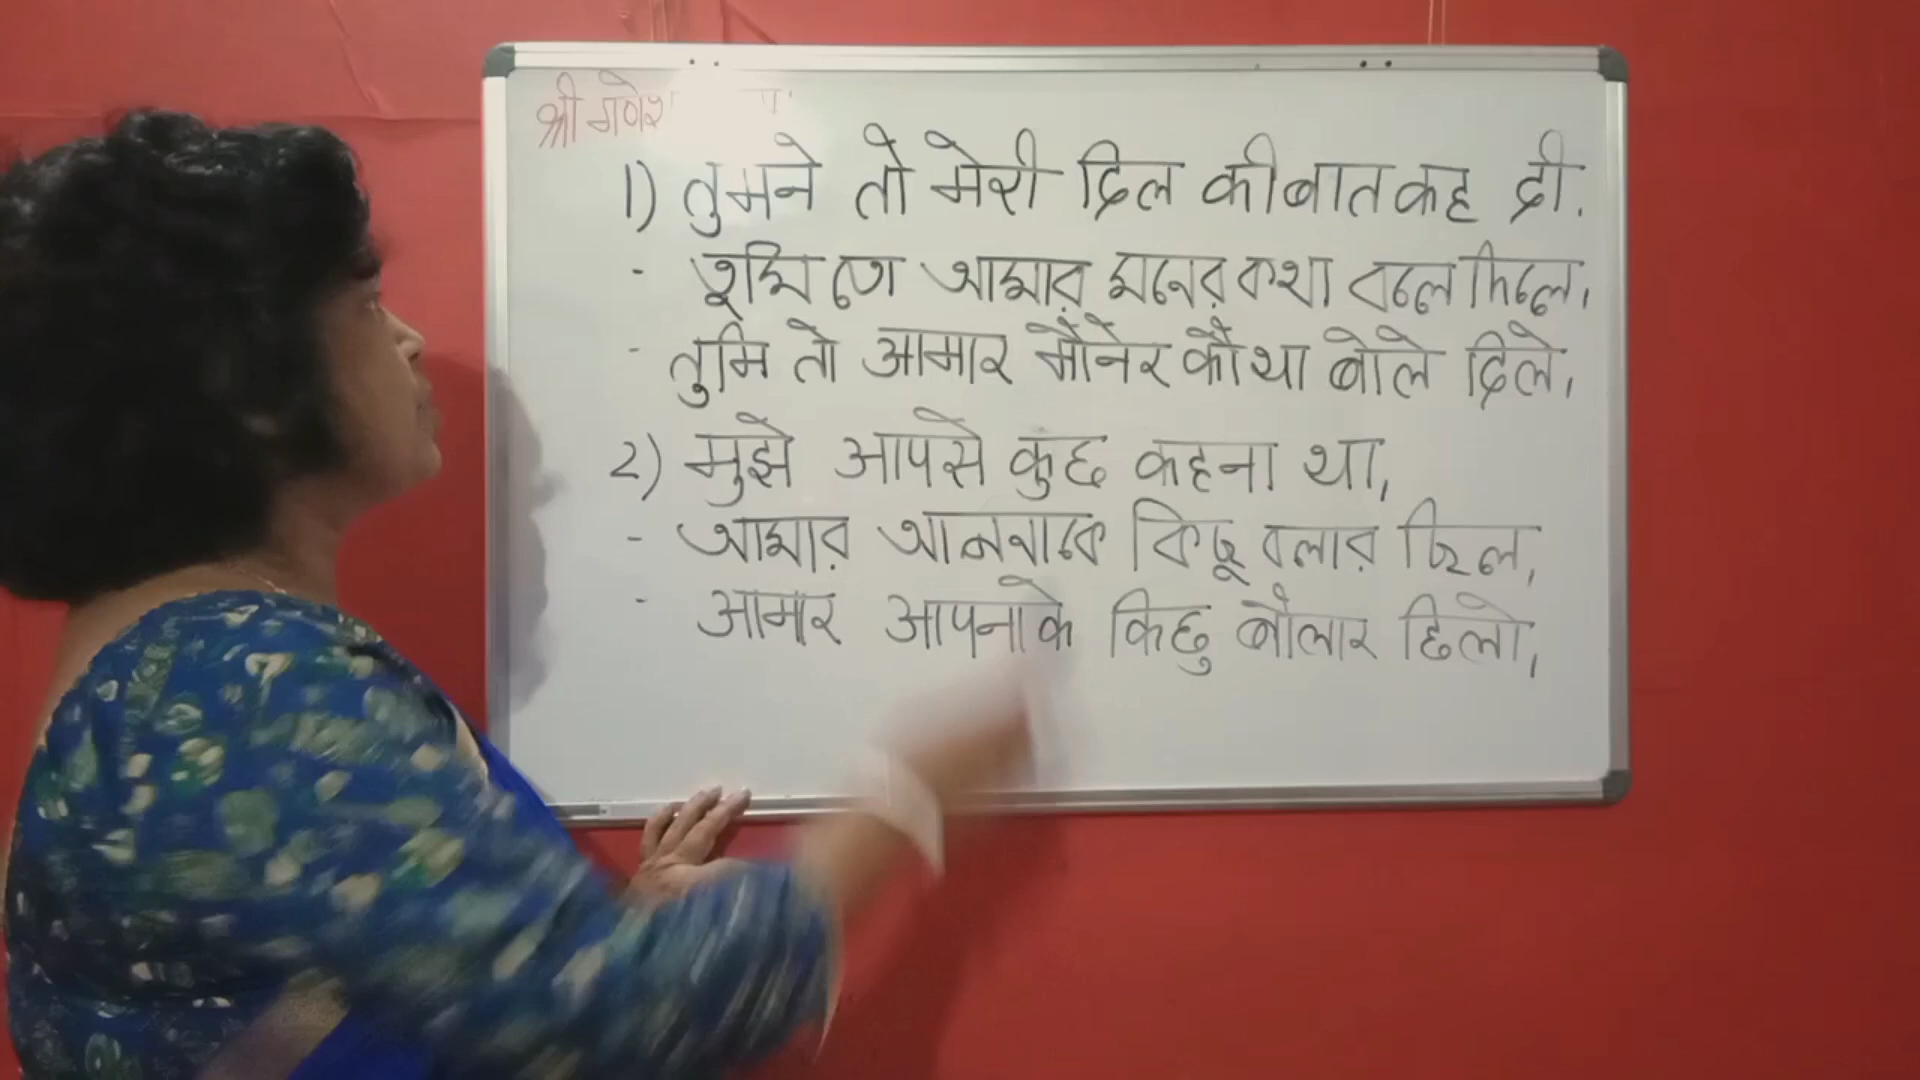 श्री गणेश
1) तुमने तो मेरी दिल की बात कह दी.
- তুমি তো আমার মনের কথা বলে দিলে,
- तुमि तो आमार मौनेर कौथा बोले दिले,
2) मुझे आपसे कुछ कहना था,
- আমার আপনাকে কিছু বলার ছিল,
- आमार आपनाके किछु बौलार छिलो,